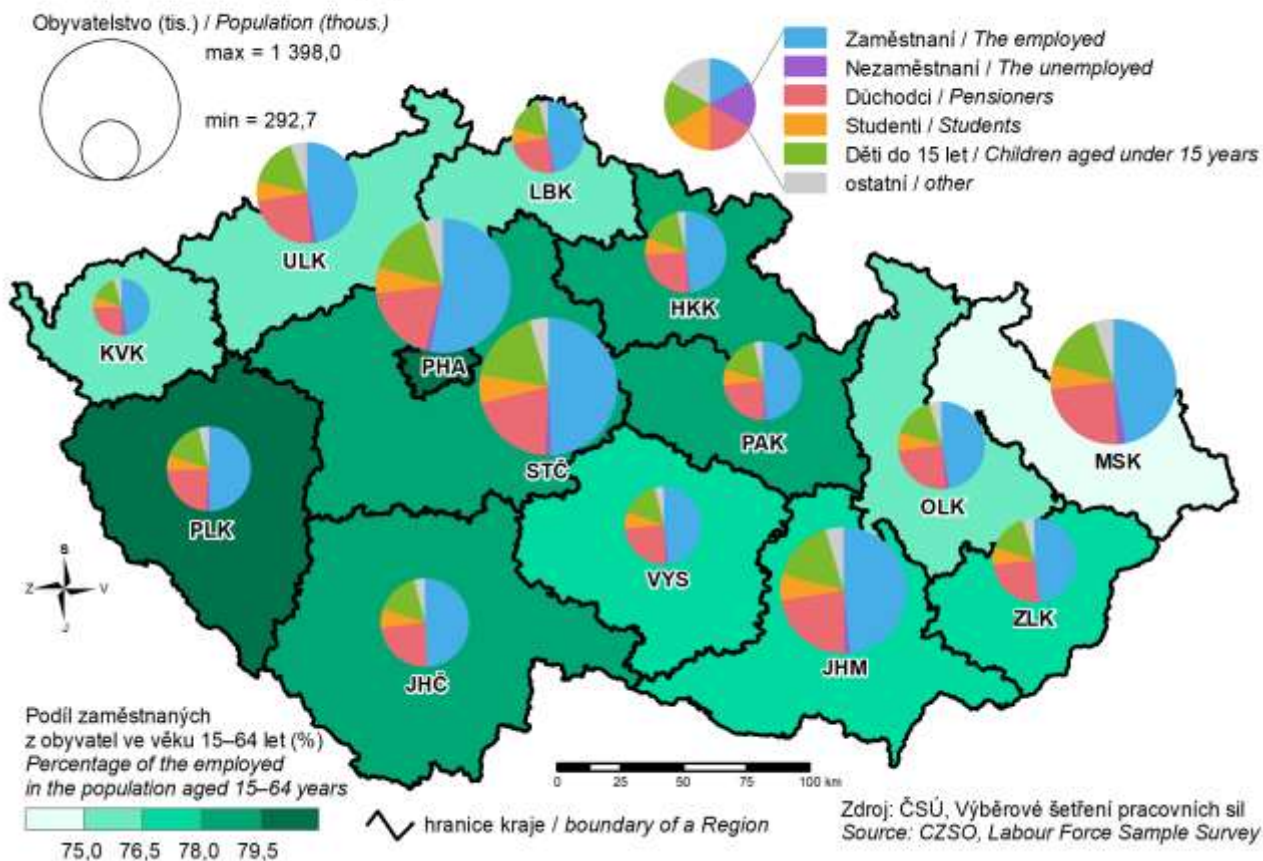 Obyvatelstvo (tis.) / Population (thous.)
max = 1 398,0
min = 292,7
Zaměstnaní / The employed
Nezaměstnaní / The unemployed
Důchodci / Pensioners
Studenti / Students
Děti do 15 let / Children aged under 15 years
ostatní / other
LBK
ULK
HKK
KVK
PHA
PAK
MSK
STČ
OLK
PLK
VYS
ZLK
JHM
JHČ
S
Z V
J
Podíl zaměstnaných
z obyvatel ve věku 15–64 let (%)
Percentage of the employed
in the population aged 15–64 years
75,0 76,5 78,0 79,5
hranice kraje / boundary of a Region
0 25 50 75 100 km
Zdroj: ČSÚ, Výběrové šetření pracovních sil
Source: CZSO, Labour Force Sample Survey